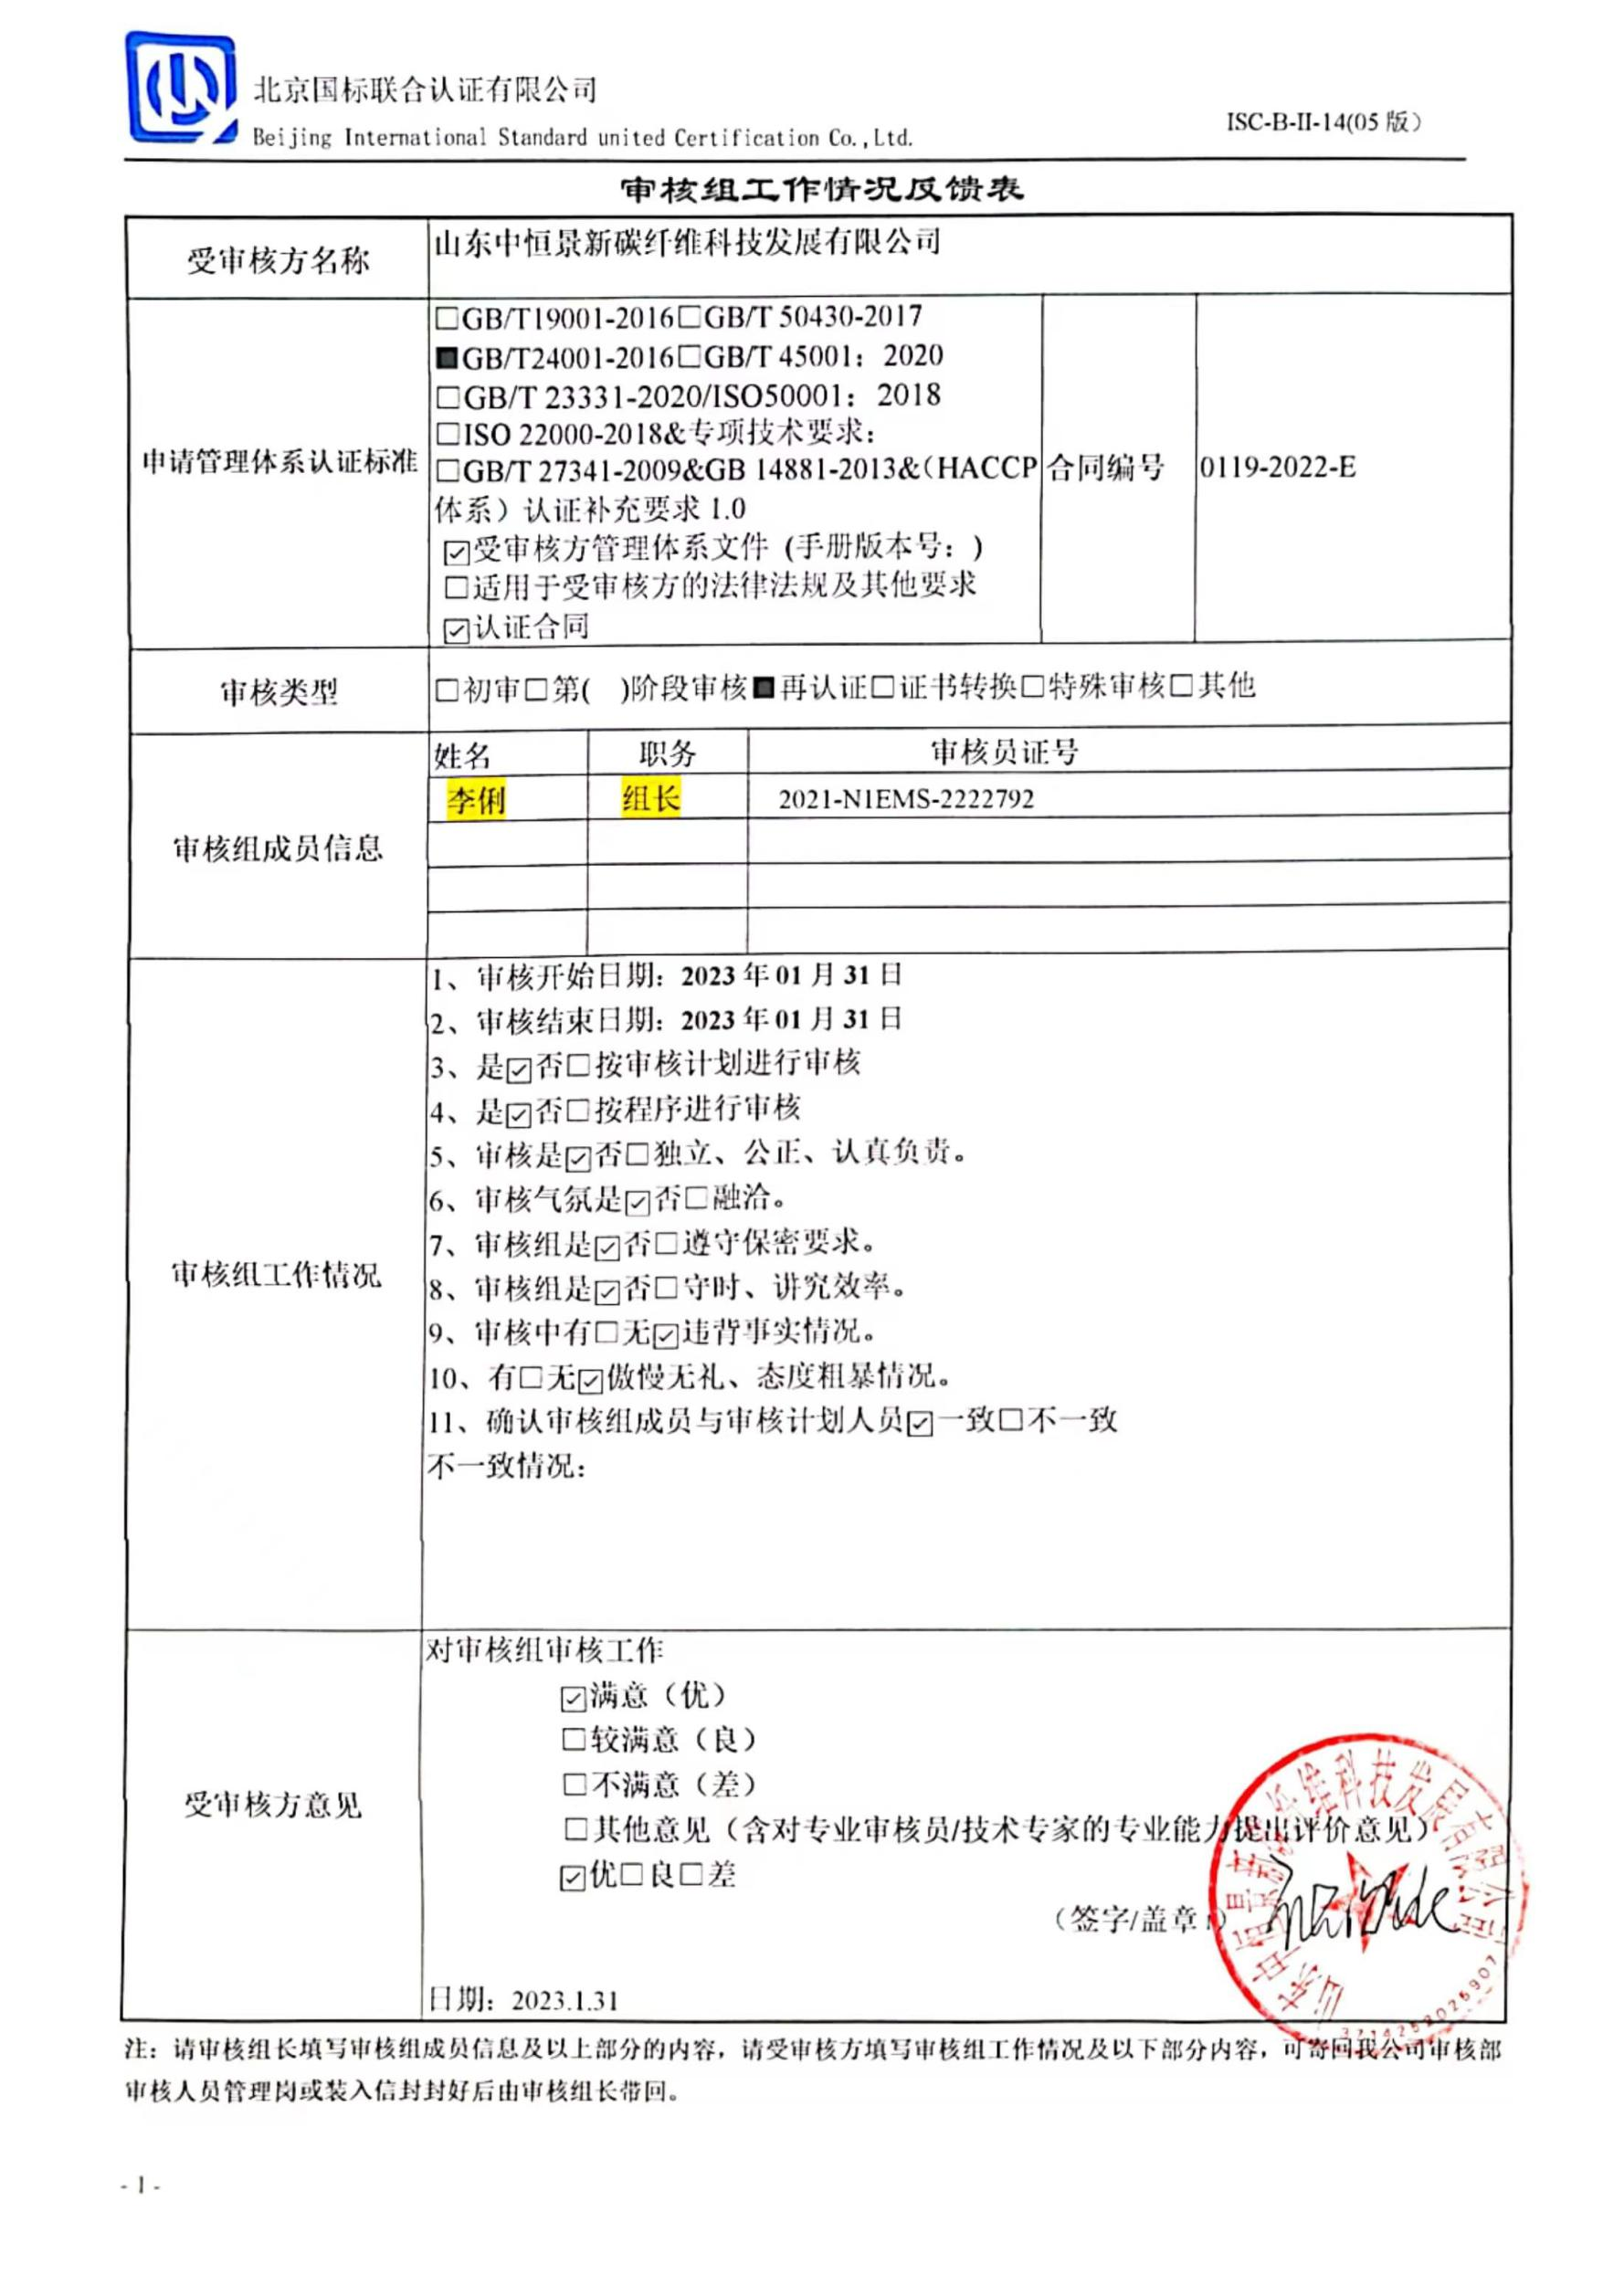 北京国标联合认证有限公司
Beijing International Standard united Certification Co.,Ltd.
ISC-B-II-14(05 版)
审核组工作情况反馈表
受审核方名称
山东中恒景新碳纤维科技发展有限公司
申请管理体系认证标准
□GB/T19001-2016□GB/T 50430-2017
■GB/T24001-2016□GB/T 45001：2020
□GB/T 23331-2020/ISO50001：2018
□ISO 22000-2018&专项技术要求：
□GB/T 27341-2009&GB 14881-2013&（HACCP
体系）认证补充要求 1.0
☑受审核方管理体系文件 (手册版本号：)
□适用于受审核方的法律法规及其他要求
☑认证合同
合同编号
0119-2022-E
审核类型
□初审□第( )阶段审核■再认证□证书转换□特殊审核□其他
审核组成员信息
姓名 职务 审核员证号
李俐 组长 2021-N1EMS-2222792
审核组工作情况
1、审核开始日期：2023 年 01 月 31 日
2、审核结束日期：2023 年 01 月 31 日
3、是☑否□按审核计划进行审核
4、是☑否□按程序进行审核
5、审核是☑否□独立、公正、认真负责。
6、审核气氛是☑否□融洽。
7、审核组是☑否□遵守保密要求。
8、审核组是☑否□守时、讲究效率。
9、审核中有□无☑违背事实情况。
10、有□无☑傲慢无礼、态度粗暴情况。
11、确认审核组成员与审核计划人员☑一致□不一致
不一致情况：
受审核方意见
对审核组审核工作
☑满意（优）
□较满意（良）
□不满意（差）
□其他意见（含对专业审核员/技术专家的专业能力提出评价意见）
☑优□良□差
（签字/盖章）
山东中恒景新碳纤维科技发展有限公司
日期：2023.1.31
注：请审核组长填写审核组成员信息及以上部分的内容，请受审核方填写审核组工作情况及以下部分内容，可寄回我公司审核部
审核人员管理岗或装入信封封好后由审核组长带回。
- 1 -